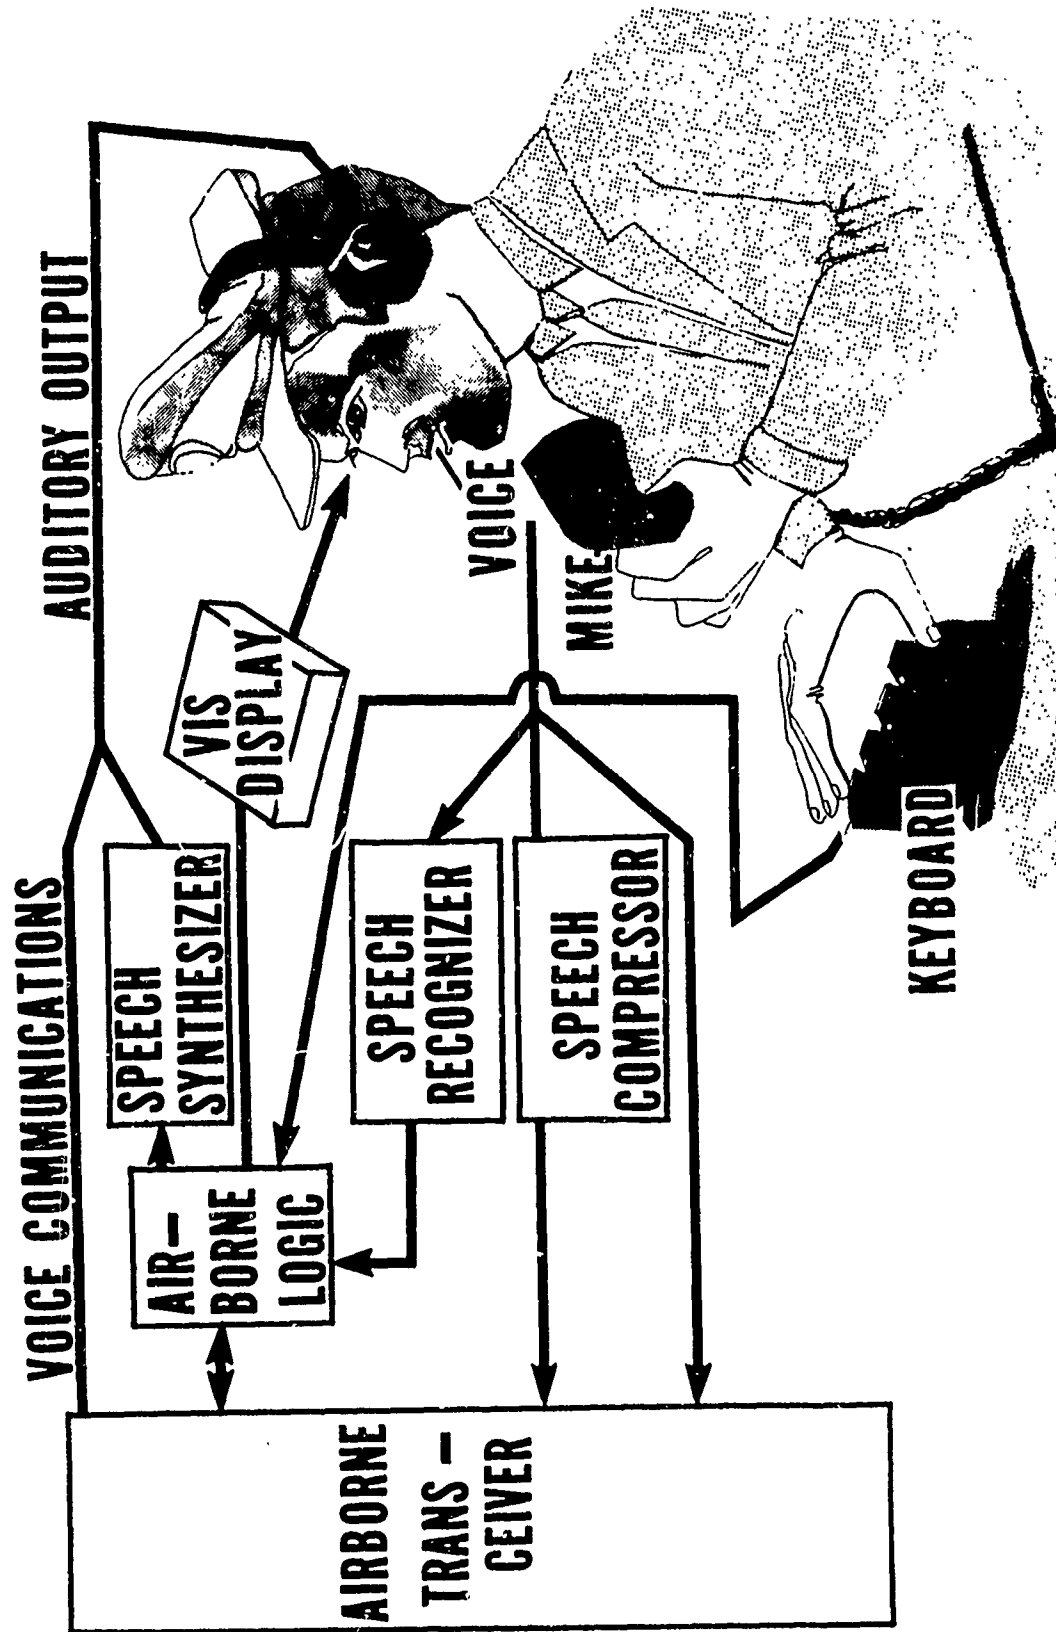 VOICE COMMUNICATIONS
AUDITORY OUTPUT
SPEECH
SYNTHESIZER
VIS
DISPLAY
AIR—
BORNE
LOGIC
AIRBORNE
TRANS—
CEIVER
SPEECH
RECOGNIZER
SPEECH
COMPRESSOR
VOICE
MIKE
KEYBOARD